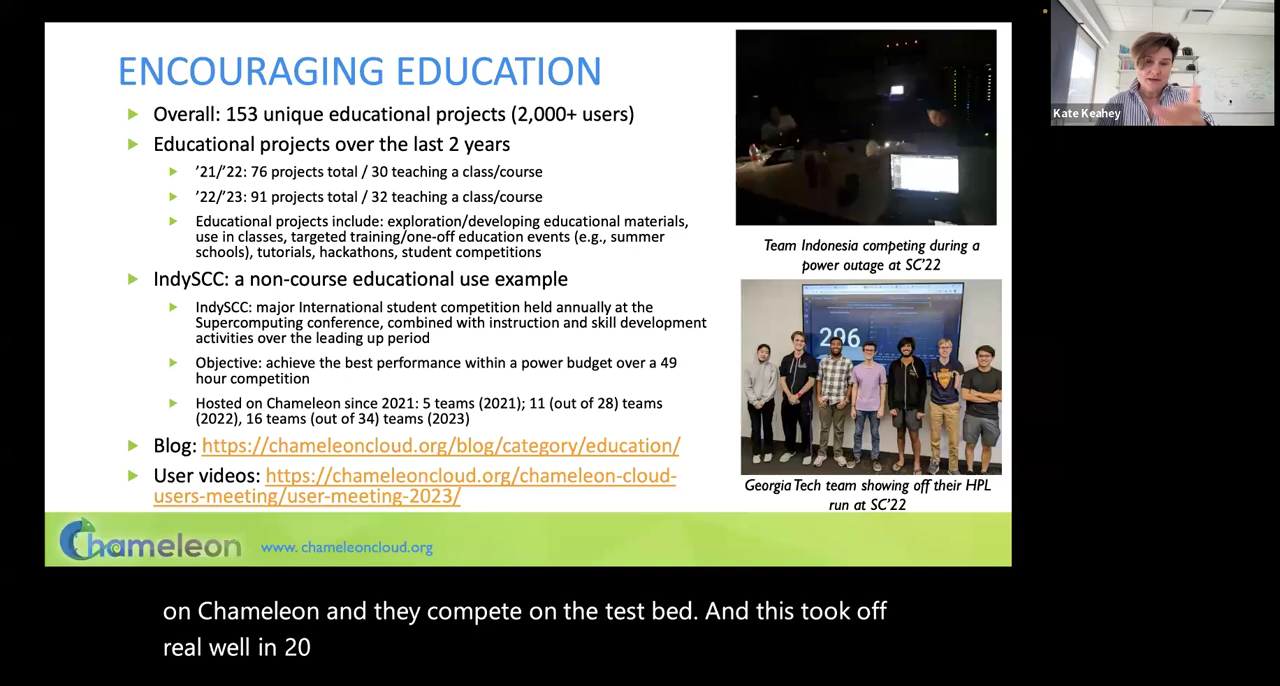 ENCOURAGING EDUCATION
Overall: 153 unique educational projects (2,000+ users)
Educational projects over the last 2 years
’21/’22: 76 projects total / 30 teaching a class/course
’22/’23: 91 projects total / 32 teaching a class/course
Educational projects include: exploration/developing educational materials,
use in classes, targeted training/one-off education events (e.g., summer
schools), tutorials, hackathons, student competitions
IndySCC: a non-course educational use example
IndySCC: major International student competition held annually at the
Supercomputing conference, combined with instruction and skill development
activities over the leading up period
Objective: achieve the best performance within a power budget over a 49
hour competition
Hosted on Chameleon since 2021: 5 teams (2021); 11 (out of 28) teams
(2022), 16 teams (out of 34) teams (2023)
Blog: https://chameleoncloud.org/blog/category/education/
User videos: https://chameleoncloud.org/chameleon-cloud-
users-meeting/user-meeting-2023/
Team Indonesia competing during a
power outage at SC’22
296
Georgia Tech team showing off their HPL
run at SC’22
Chameleon
www. chameleoncloud.org
Kate Keahey
on Chameleon and they compete on the test bed. And this took off
real well in 20